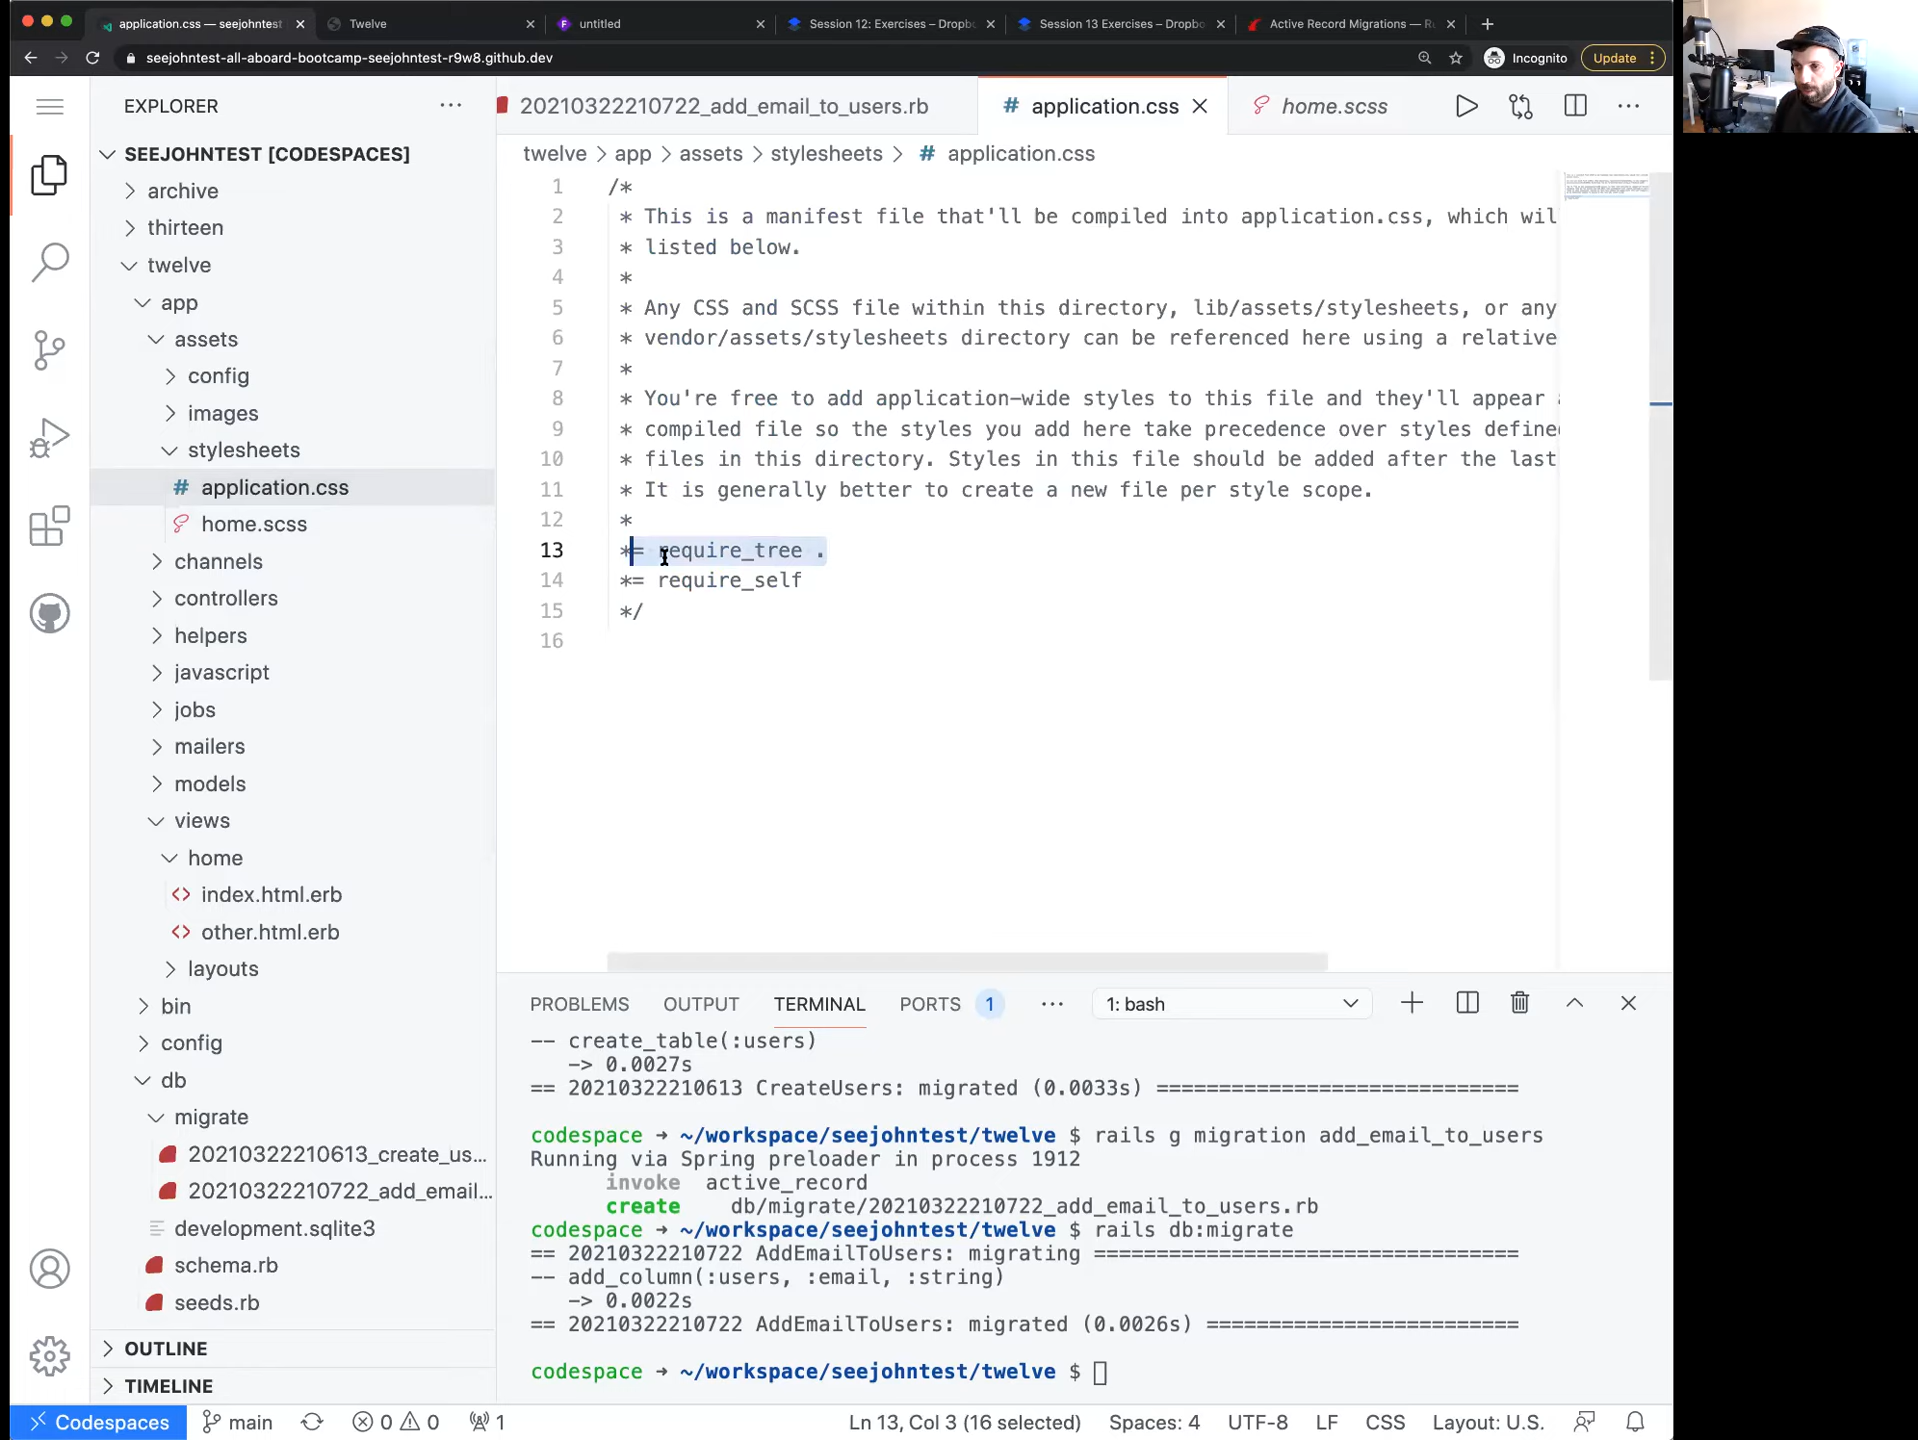 application.css — seejohntest
Twelve
untitled
Session 12: Exercises – Dropb
Session 13 Exercises – Dropbo
Active Record Migrations — R
seejohntest-all-aboard-bootcamp-seejohntest-r9w8.github.dev
Incognito
Update
EXPLORER
SEEJOHNTEST [CODESPACES]
archive
thirteen
twelve
app
assets
config
images
stylesheets
application.css
home.scss
channels
controllers
helpers
javascript
jobs
mailers
models
views
home
index.html.erb
other.html.erb
layouts
bin
config
db
migrate
20210322210613_create_us...
20210322210722_add_email...
development.sqlite3
schema.rb
seeds.rb
OUTLINE
TIMELINE
20210322210722_add_email_to_users.rb
# application.css
home.scss
twelve > app > assets > stylesheets > # application.css
1 /*
2 * This is a manifest file that'll be compiled into application.css, which wil
3 * listed below.
4 *
5 * Any CSS and SCSS file within this directory, lib/assets/stylesheets, or any
6 * vendor/assets/stylesheets directory can be referenced here using a relative
7 *
8 * You're free to add application-wide styles to this file and they'll appear
9 * compiled file so the styles you add here take precedence over styles define
10 * files in this directory. Styles in this file should be added after the last
11 * It is generally better to create a new file per style scope.
12 *
13 *= require_tree .
14 *= require_self
15 */
16
PROBLEMS OUTPUT TERMINAL PORTS 1 ... 1: bash
-- create_table(:users)
-> 0.0027s
== 20210322210613 CreateUsers: migrated (0.0033s) =============================
codespace → ~/workspace/seejohntest/twelve $ rails g migration add_email_to_users
Running via Spring preloader in process 1912
invoke active_record
create db/migrate/20210322210722_add_email_to_users.rb
codespace → ~/workspace/seejohntest/twelve $ rails db:migrate
== 20210322210722 AddEmailToUsers: migrating ==================================
-- add_column(:users, :email, :string)
-> 0.0022s
== 20210322210722 AddEmailToUsers: migrated (0.0026s) =========================
codespace → ~/workspace/seejohntest/twelve $
Codespaces main 0 0 1 Ln 13, Col 3 (16 selected) Spaces: 4 UTF-8 LF CSS Layout: U.S.